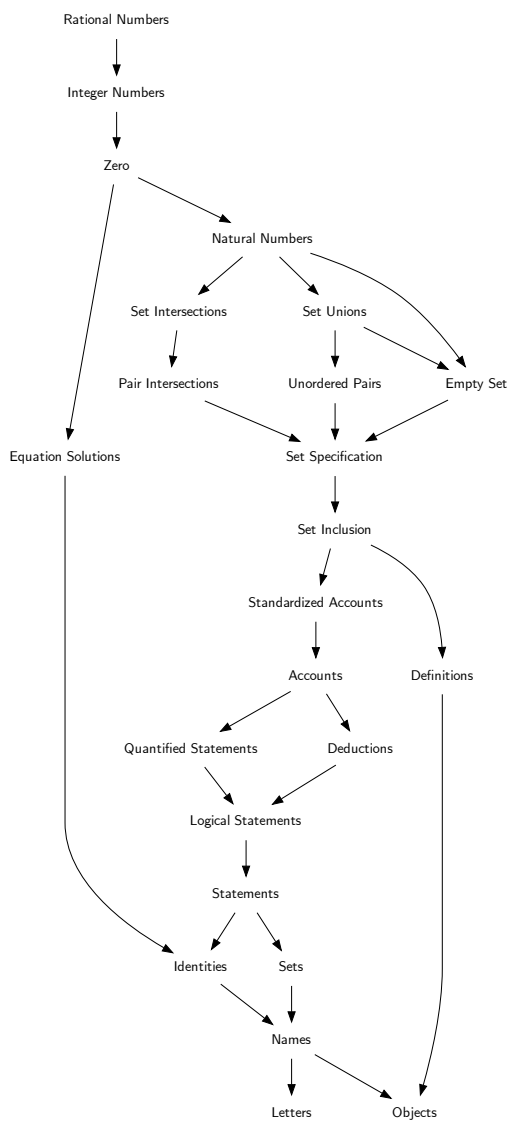 Rational Numbers
Integer Numbers
Zero
Natural Numbers
Set Intersections
Set Unions
Pair Intersections
Unordered Pairs
Empty Set
Equation Solutions
Set Specification
Set Inclusion
Standardized Accounts
Accounts
Definitions
Quantified Statements
Deductions
Logical Statements
Statements
Identities
Sets
Names
Letters
Objects